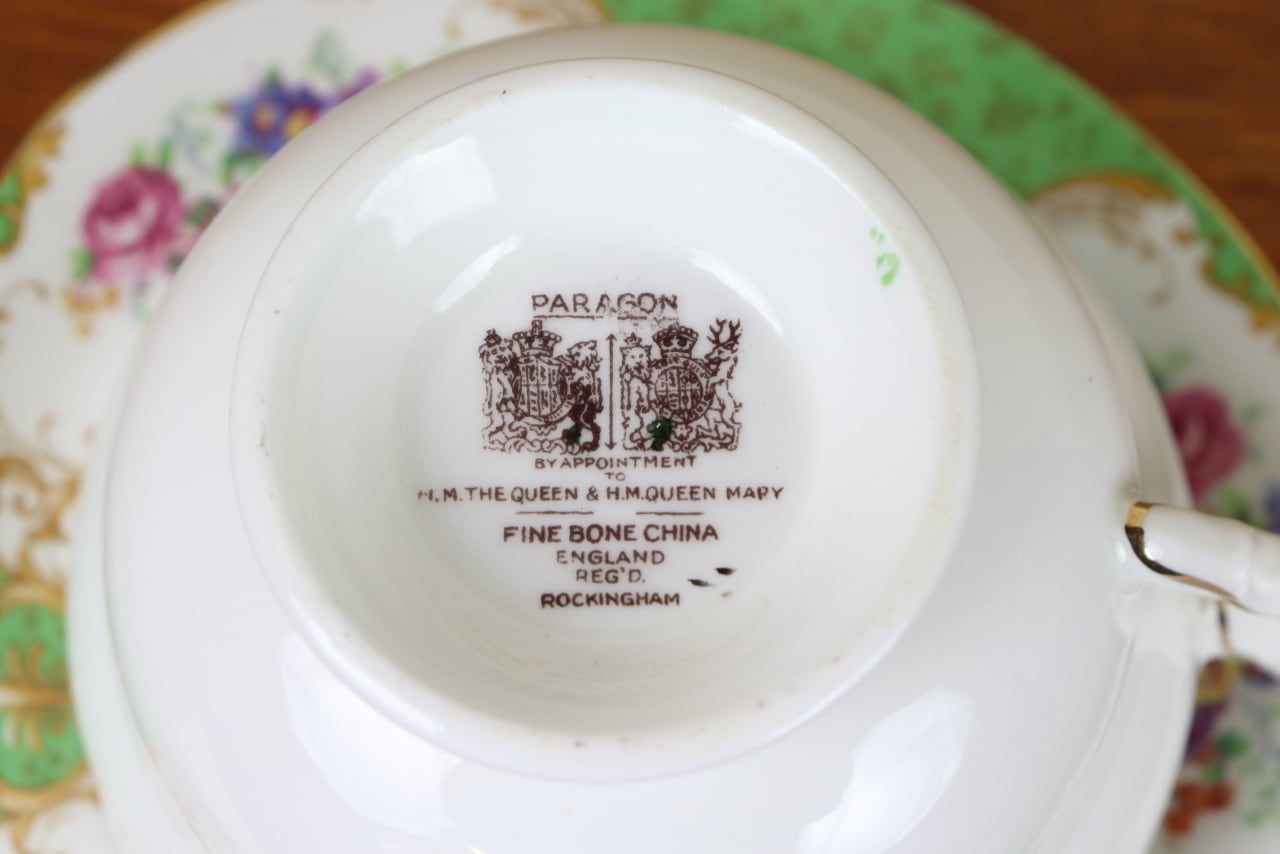 PARAGON
BY APPOINTMENT
TO
H.M. THE QUEEN & H.M. QUEEN MARY
FINE BONE CHINA
ENGLAND
REG'D.
ROCKINGHAM